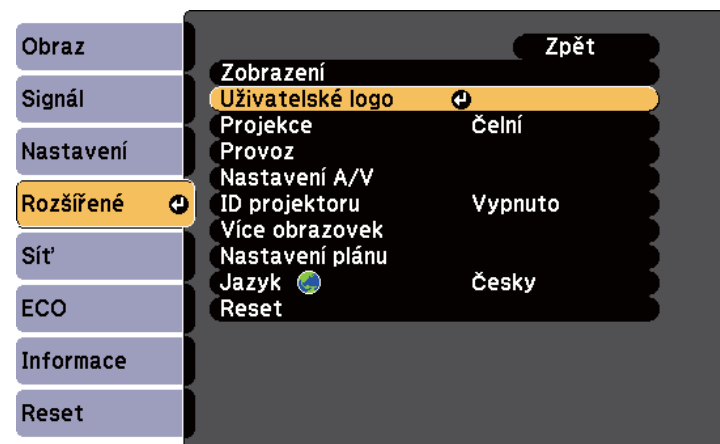 Obraz
Signál
Nastavení
Rozšířené
Síť
ECO
Informace
Reset
Zpět
Zobrazení
Uživatelské logo
Projekce Čelní
Provoz
Nastavení A/V
ID projektoru Vypnuto
Více obrazovek
Nastavení plánu
Jazyk Česky
Reset